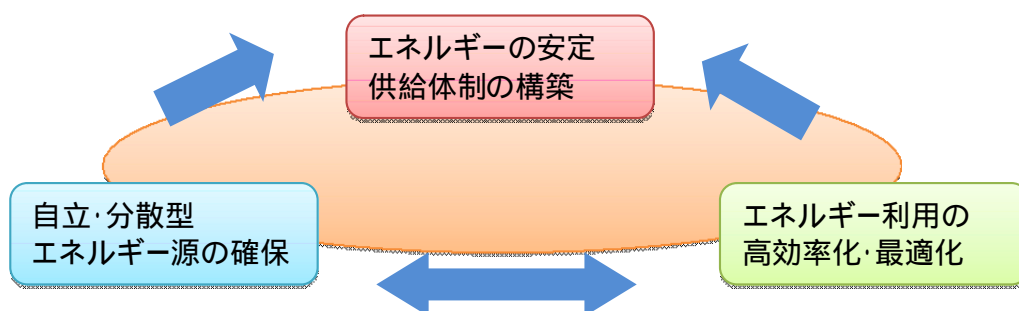 エネルギーの安定
供給体制の構築
自立・分散型
エネルギー源の確保
エネルギー利用の
高効率化・最適化